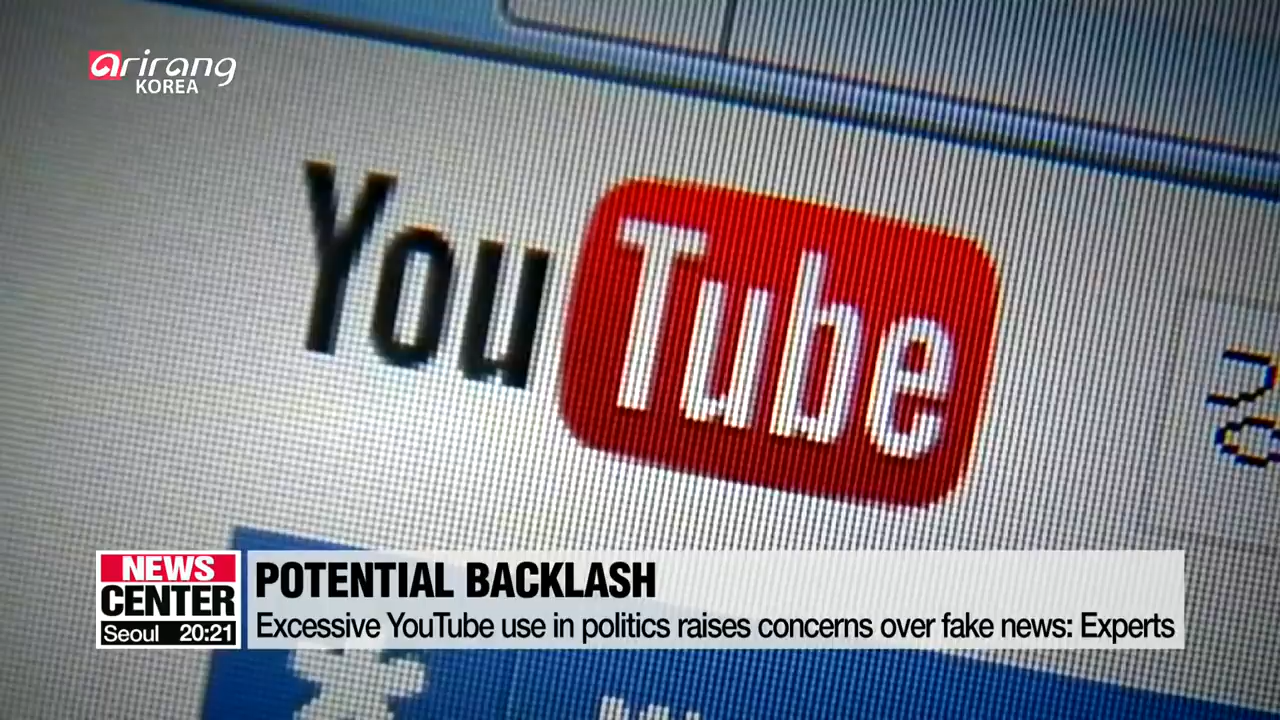 arirang
KOREA
YouTube
NEWS
CENTER
Seoul 20:21
POTENTIAL BACKLASH
Excessive YouTube use in politics raises concerns over fake news: Experts